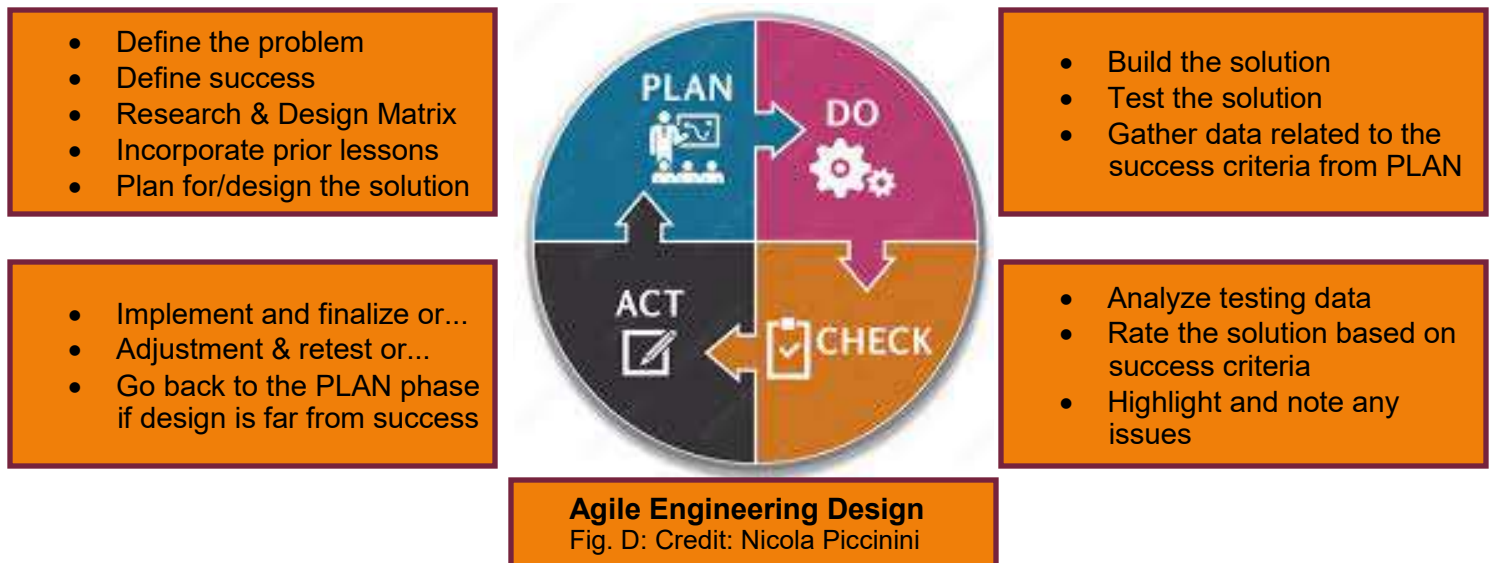 • Define the problem
• Define success
• Research & Design Matrix
• Incorporate prior lessons
• Plan for/design the solution
PLAN
DO
• Build the solution
• Test the solution
• Gather data related to the
success criteria from PLAN
• Implement and finalize or...
• Adjustment & retest or...
• Go back to the PLAN phase
if design is far from success
ACT
CHECK
• Analyze testing data
• Rate the solution based on
success criteria
• Highlight and note any
issues
Agile Engineering Design
Fig. D: Credit: Nicola Piccinini